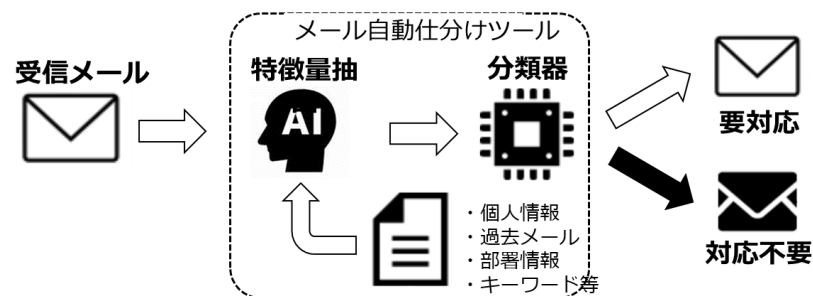 メール自動仕分けツール
受信メール
特徴量抽
AI
分類器
・個人情報
・過去メール
・部署情報
・キーワード等
要対応
対応不要